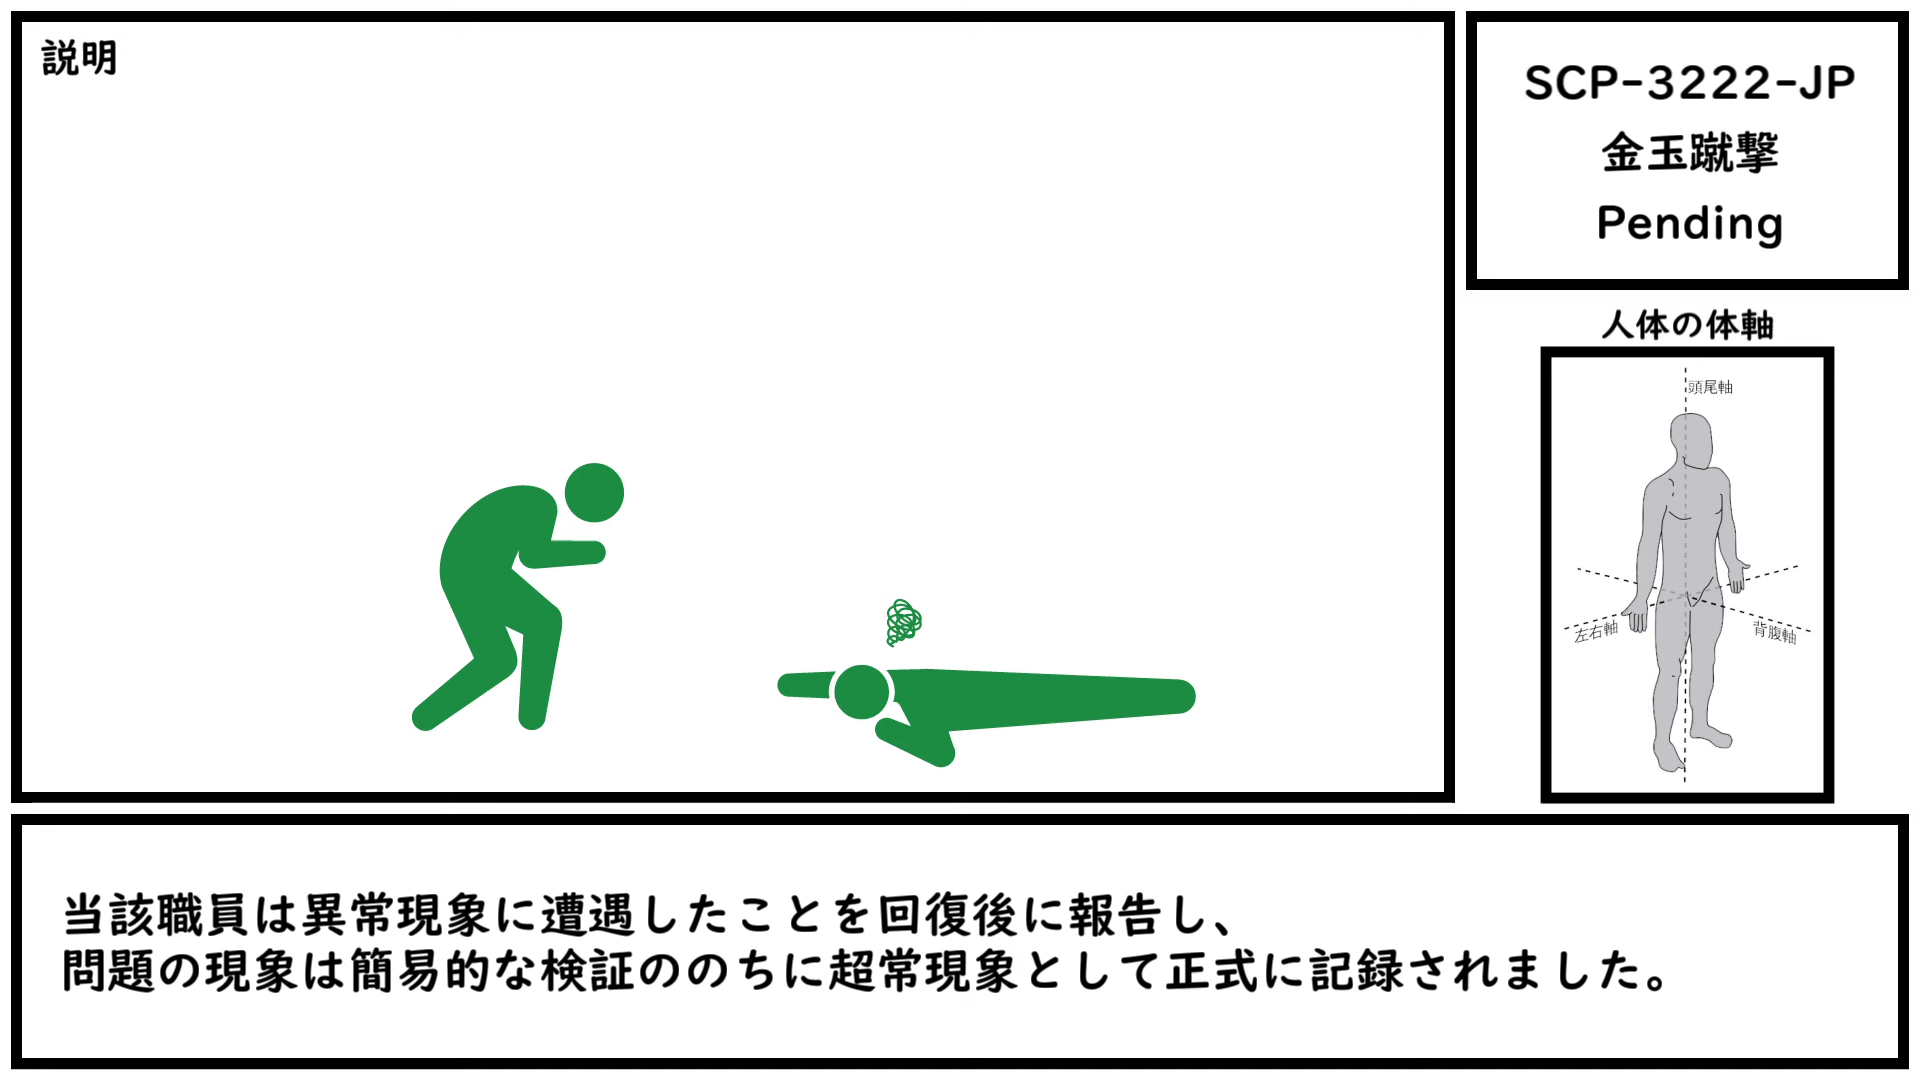 説明
SCP-3222-JP
金玉蹴撃
Pending
人体の体軸
頭尾軸
左右軸
背腹軸
当該職員は異常現象に遭遇したことを回復後に報告し、
問題の現象は簡易的な検証ののちに超常現象として正式に記録されました。